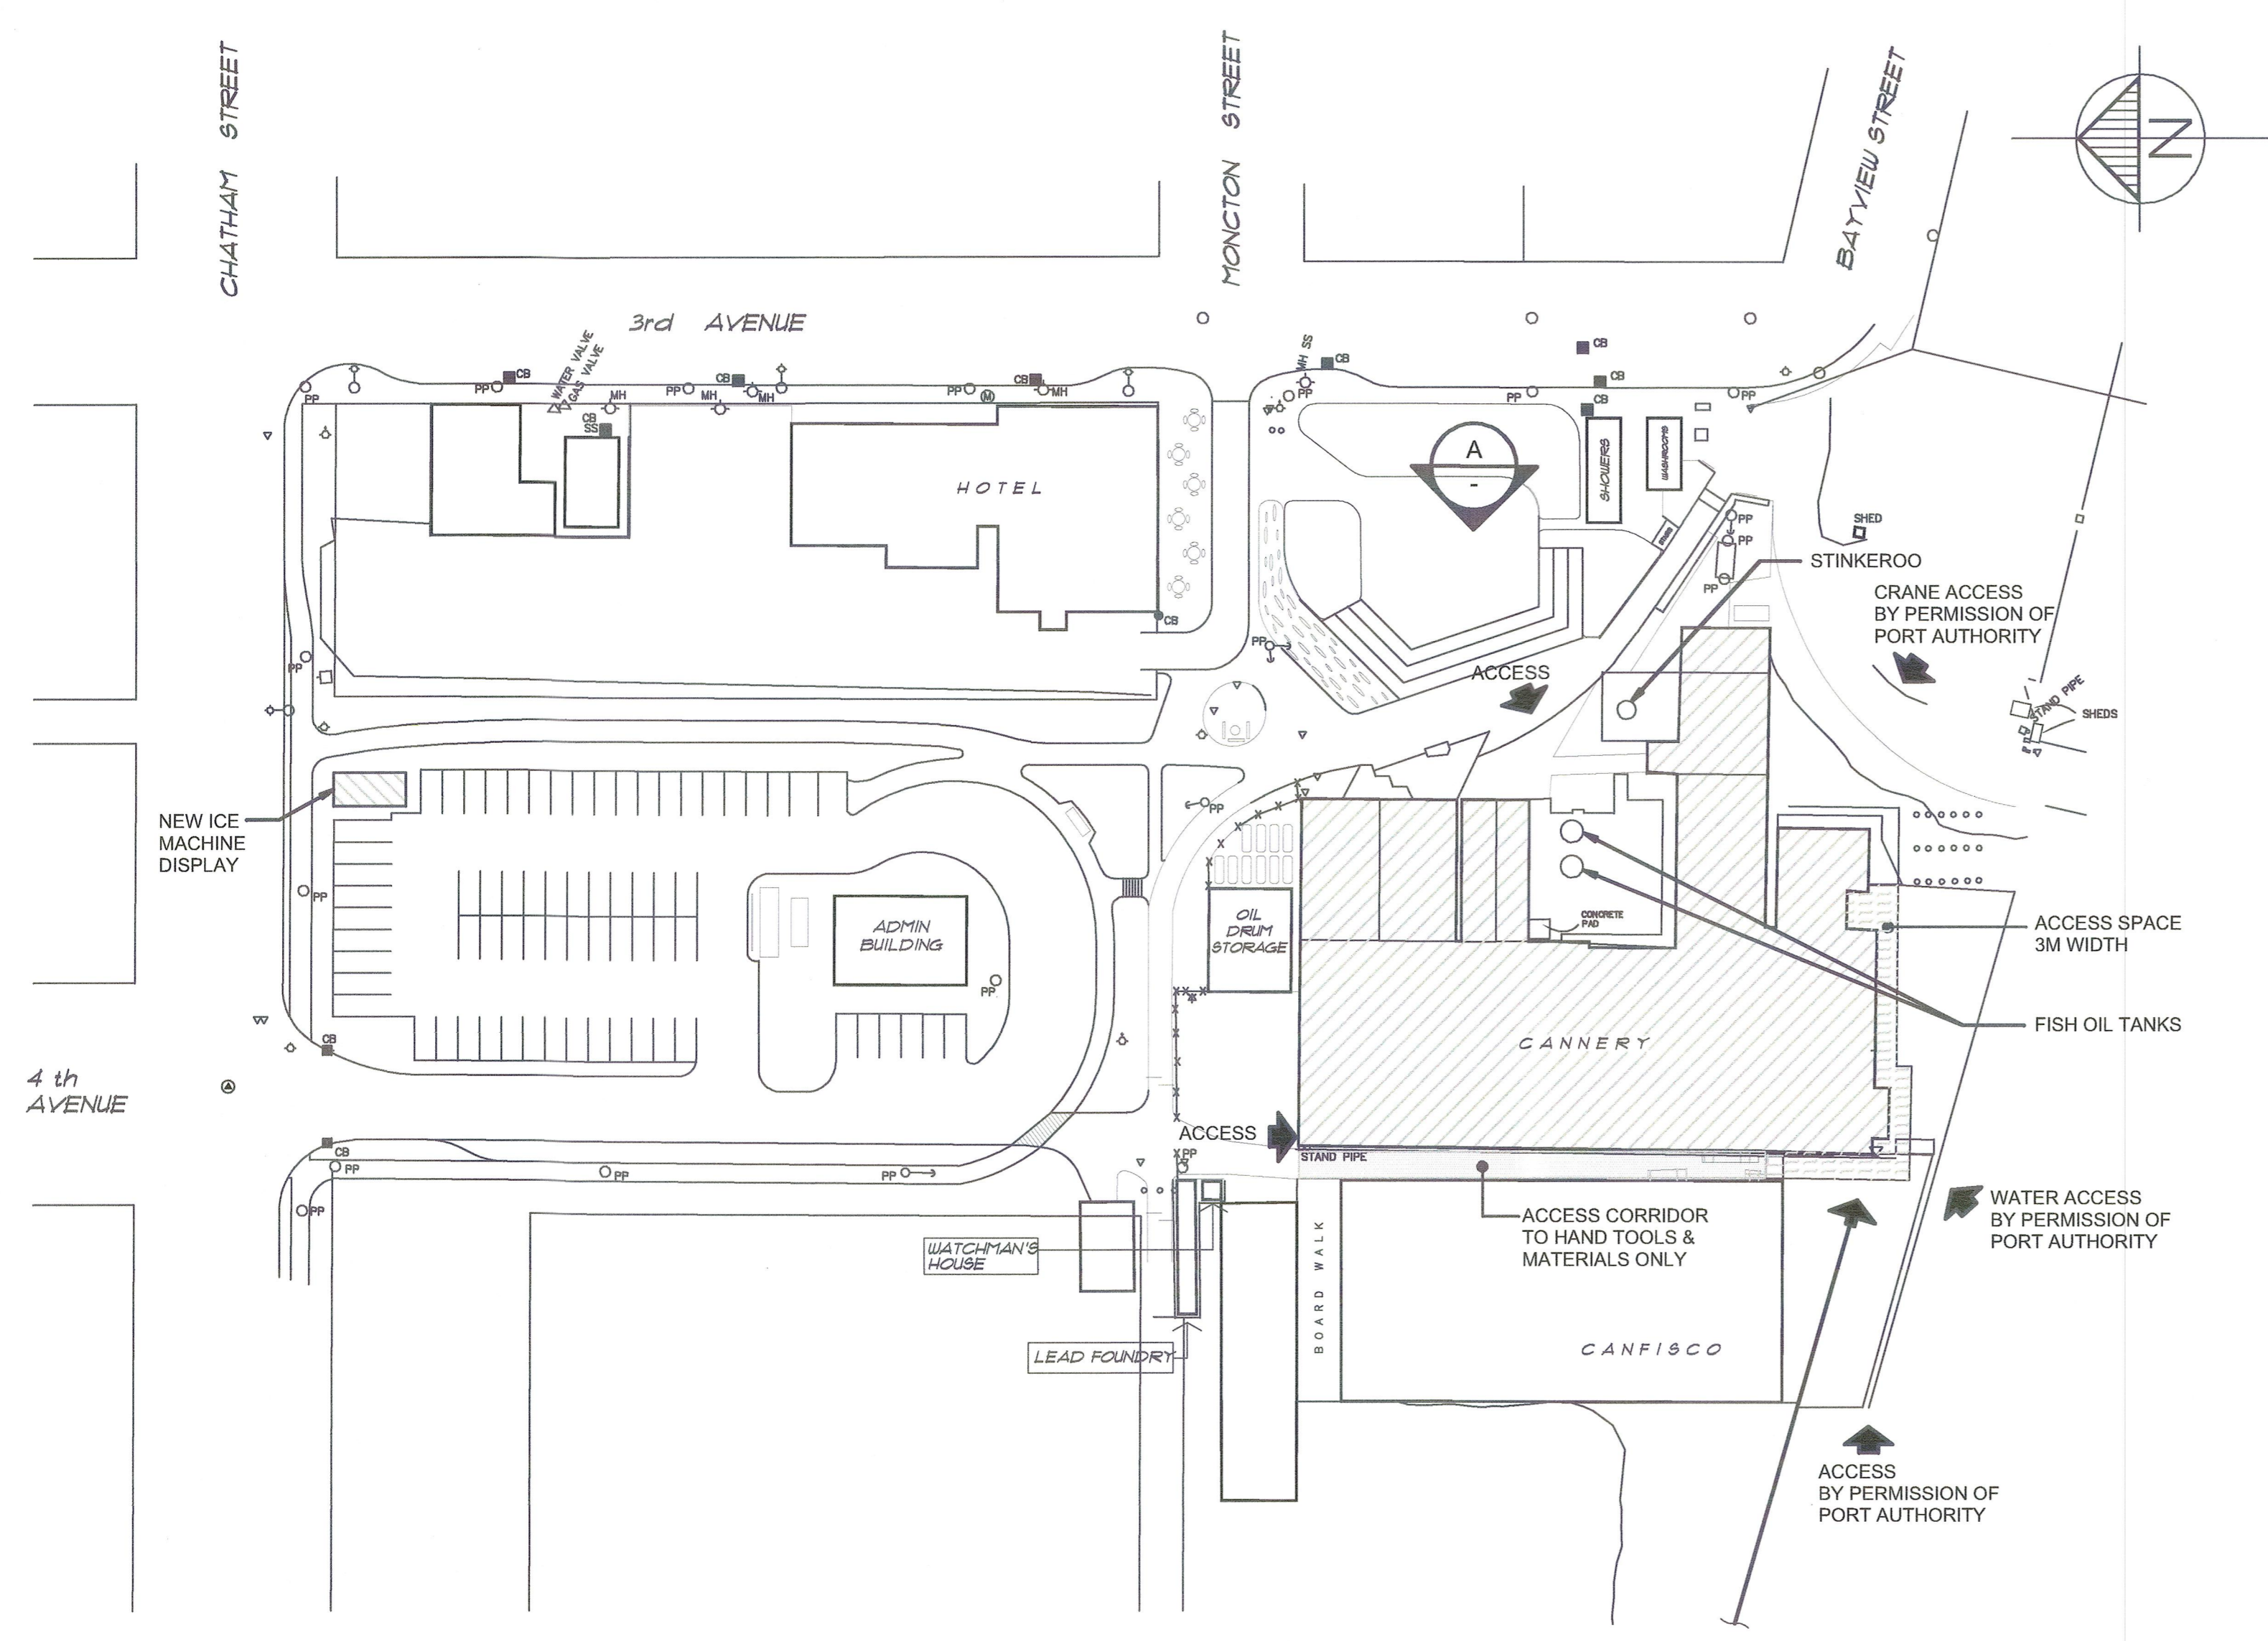 CHATHAM STREET
MONCTON STREET
BAYVIEW STREET
N
3rd AVENUE
WATER VALVE
GAS VALVE
MH SS
CB
CB
PP
CB
PP
CB
PP
CB
PP
MH
MH
MH
M
MH
CB
SS
PP
PP
CB
CB
PP
HOTEL
A
-
SHOWERS
WASHROOMS
STAIRS
PP
PP
PP
SHED
STINKEROO
CRANE ACCESS
BY PERMISSION OF
PORT AUTHORITY
CB
PP
PP
ACCESS
STAND PIPE
SHEDS
NEW ICE
MACHINE
DISPLAY
PP
PP
ADMIN
BUILDING
PP
OIL
DRUM
STORAGE
CONCRETE
PAD
ACCESS SPACE
3M WIDTH
FISH OIL TANKS
CANNERY
CB
4 th
AVENUE
ACCESS
CB
PP
PP
PP
PP
STAND PIPE
PP
WATCHMAN'S
HOUSE
BOARD WALK
ACCESS CORRIDOR
TO HAND TOOLS &
MATERIALS ONLY
WATER ACCESS
BY PERMISSION OF
PORT AUTHORITY
LEAD FOUNDRY
CANFISCO
ACCESS
BY PERMISSION OF
PORT AUTHORITY